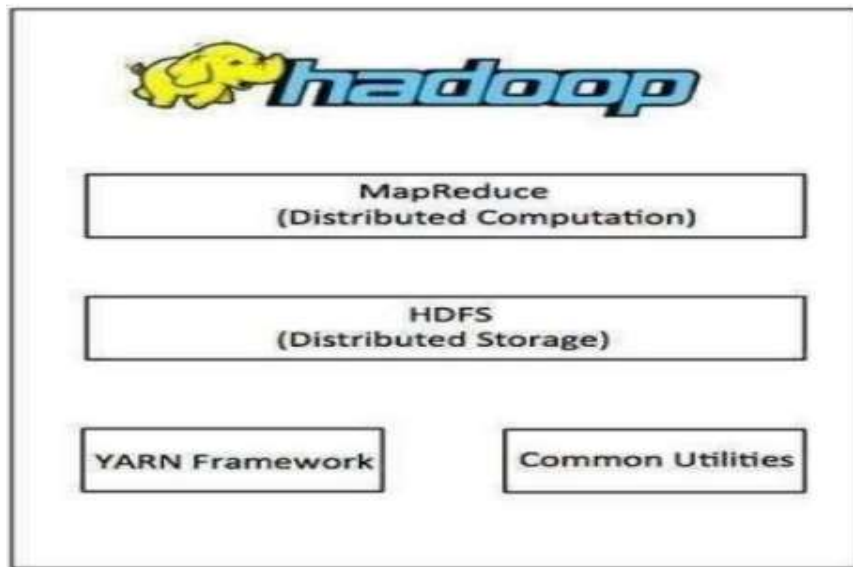 hadoop
MapReduce
(Distributed Computation)
HDFS
(Distributed Storage)
YARN Framework
Common Utilities